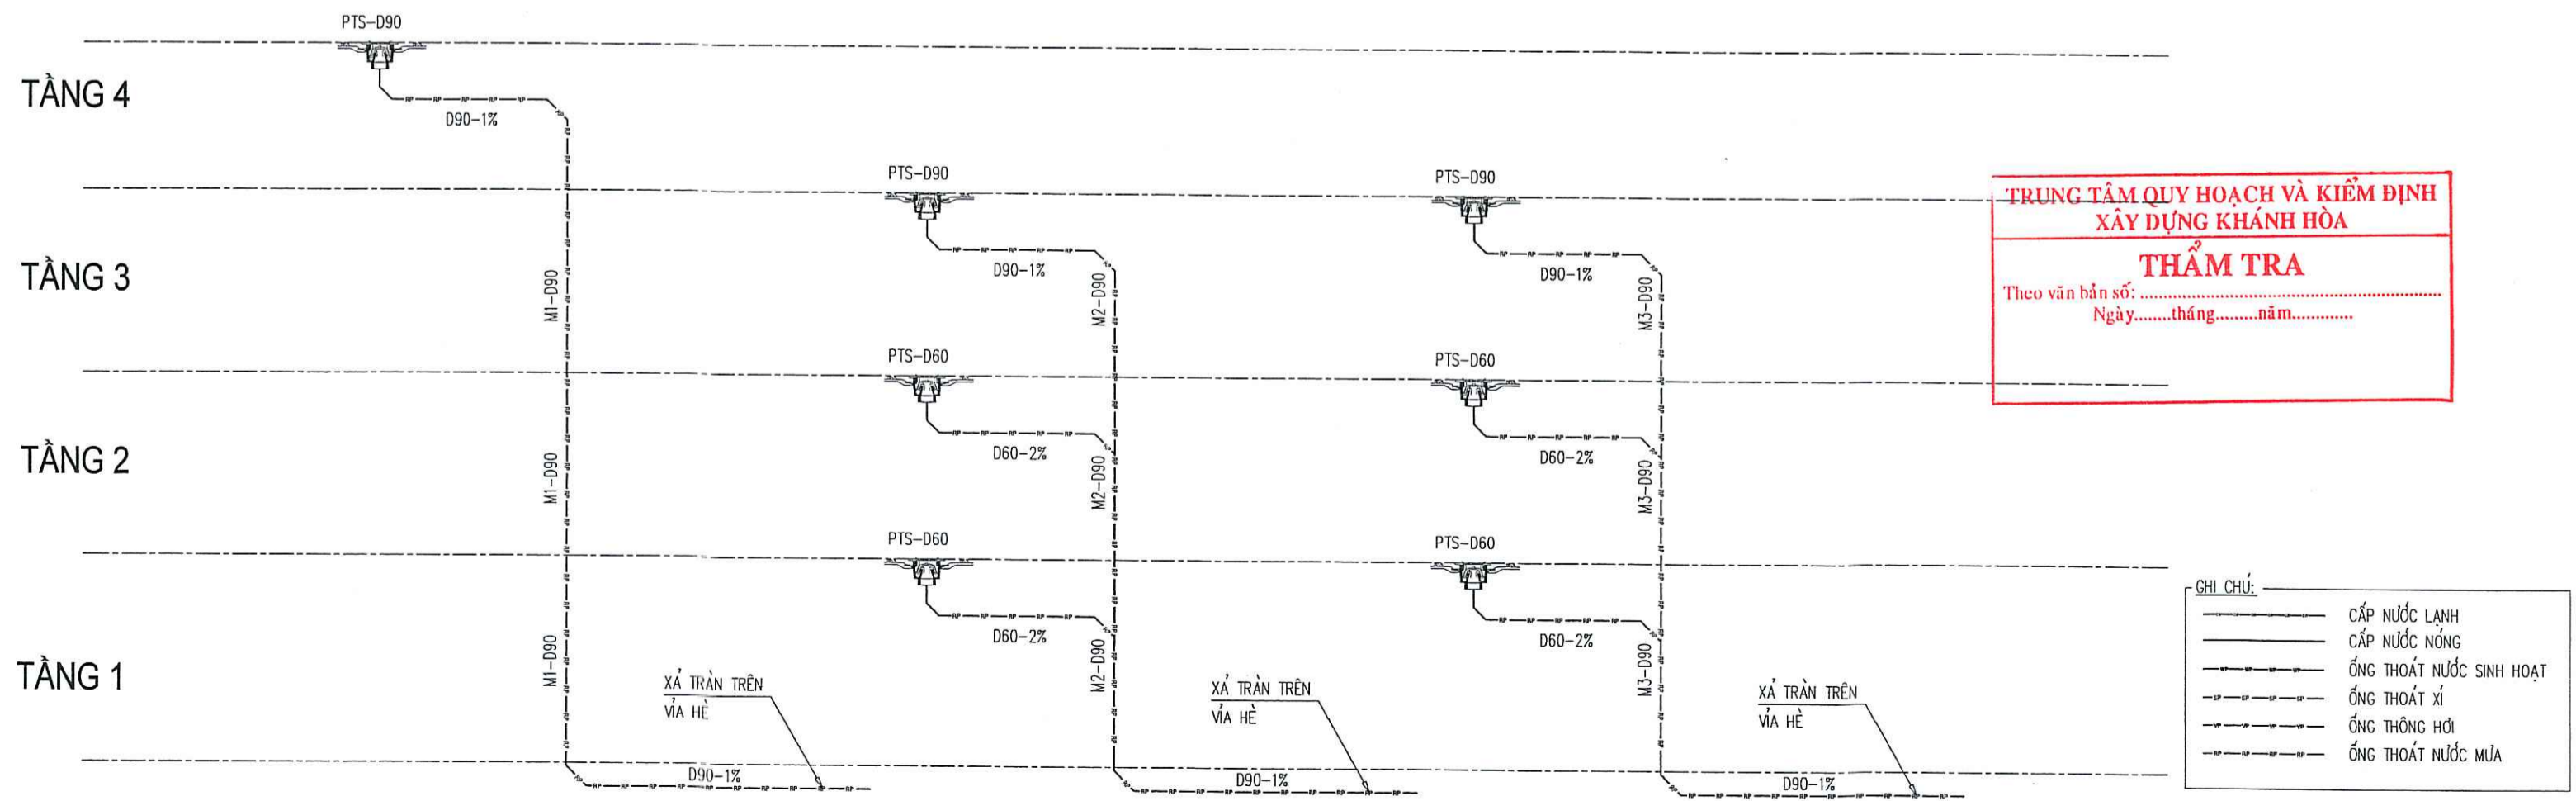 PTS-D90
TẦNG 4
D90-1%
PTS-D90
PTS-D90
TRUNG TÂM QUY HOẠCH VÀ KIỂM ĐỊNH
XÂY DỰNG KHÁNH HÒA
THẨM TRA
Theo văn bản số: ............................................................
Ngày........tháng.........năm............
TẦNG 3
M1-D90
D90-1%
M2-D90
D90-1%
M3-D90
PTS-D60
PTS-D60
TẦNG 2
M1-D90
D60-2%
M2-D90
D60-2%
M3-D90
PTS-D60
PTS-D60
TẦNG 1
M1-D90
D60-2%
M2-D90
D60-2%
M3-D90
XẢ TRÀN TRÊN
VỈA HÈ
XẢ TRÀN TRÊN
VỈA HÈ
XẢ TRÀN TRÊN
VỈA HÈ
D90-1%
D90-1%
D90-1%
GHI CHÚ:
CẤP NƯỚC LẠNH
CẤP NƯỚC NÓNG
ỐNG THOÁT NƯỚC SINH HOẠT
ỐNG THOÁT XÍ
ỐNG THÔNG HƠI
ỐNG THOÁT NƯỚC MƯA